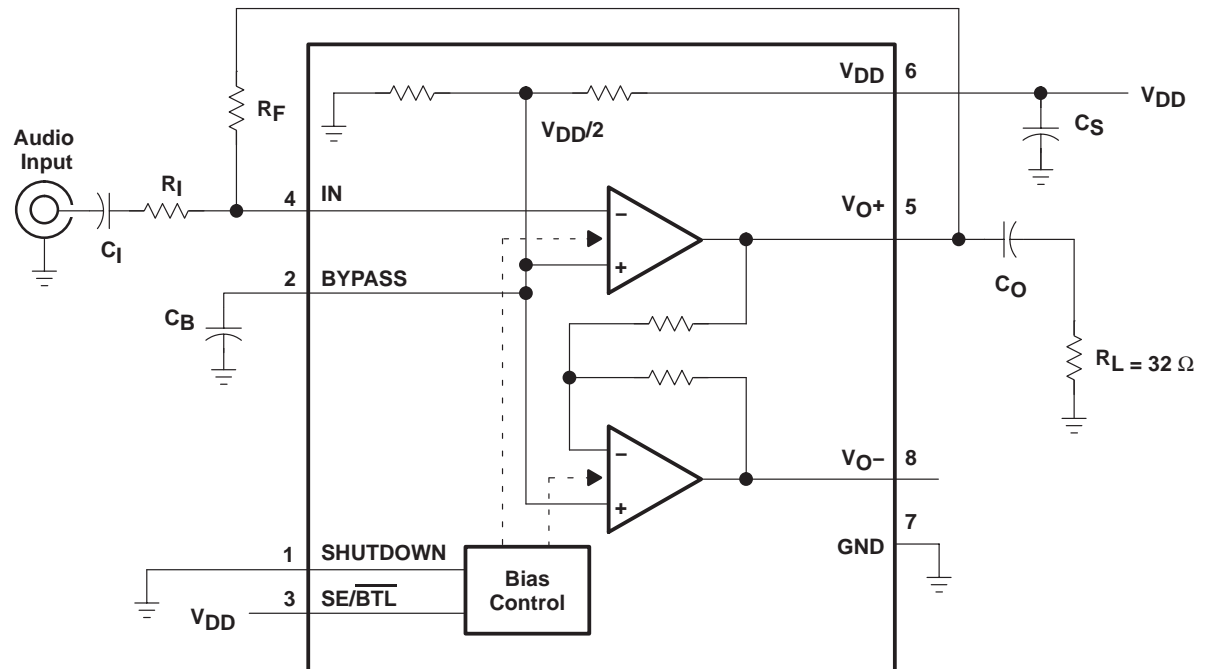 V_DD 6
V_DD
R_F
V_DD/2
C_S
Audio
Input
R_I
4 IN
V_O+ 5
C_I
−
+
2 BYPASS
C_O
C_B
R_L = 32 Ω
−
V_O− 8
+
7
GND
1 SHUTDOWN
Bias
Control
3 SE/B̅T̅L̅
V_DD